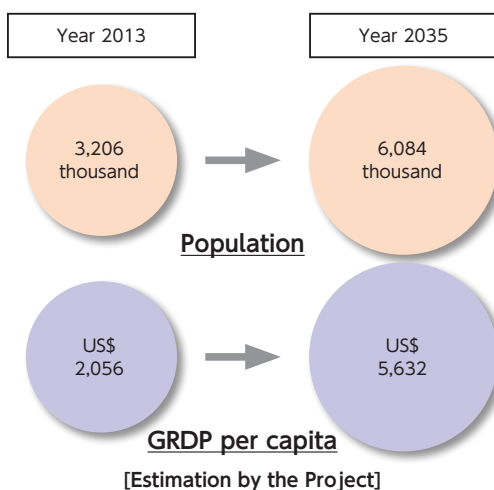 Year 2013
Year 2035
3,206
thousand
6,084
thousand
Population
US$
2,056
US$
5,632
GRDP per capita
[Estimation by the Project]